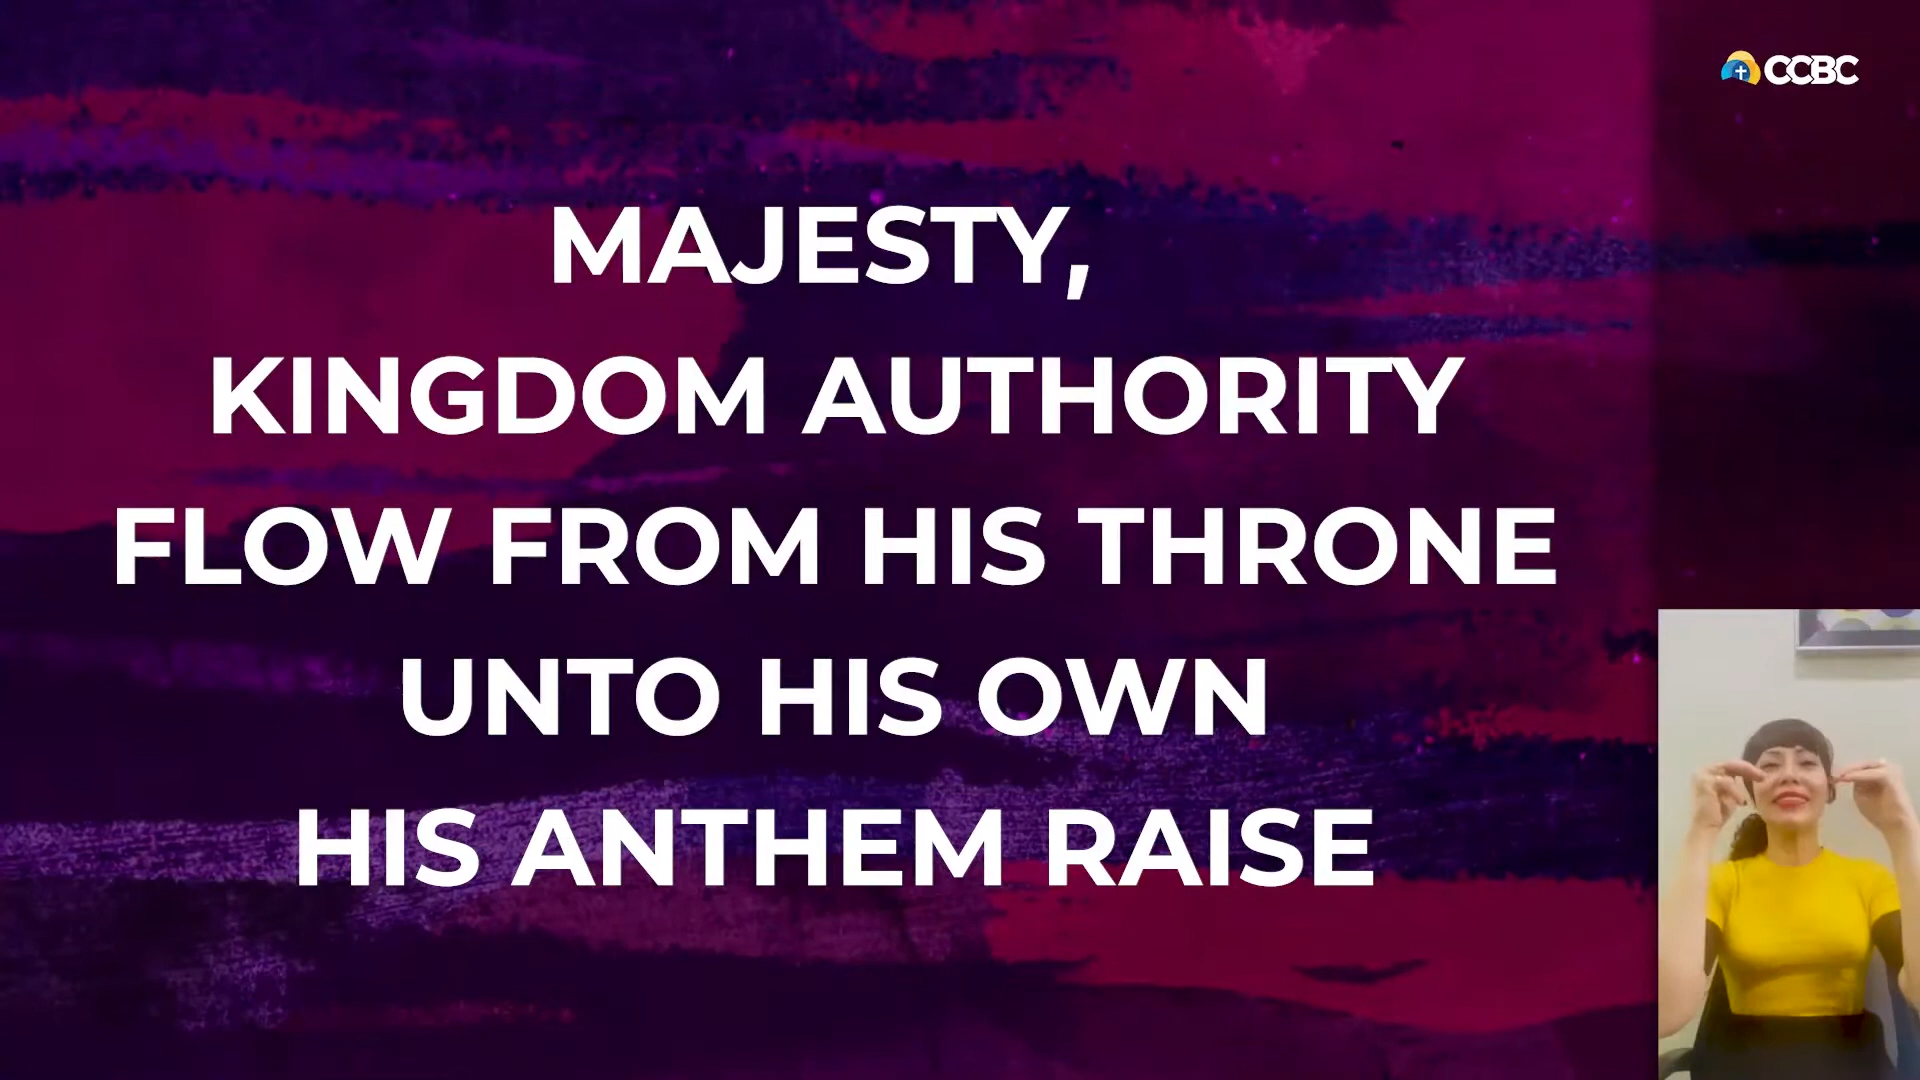 CCBC
MAJESTY,
KINGDOM AUTHORITY
FLOW FROM HIS THRONE
UNTO HIS OWN
HIS ANTHEM RAISE